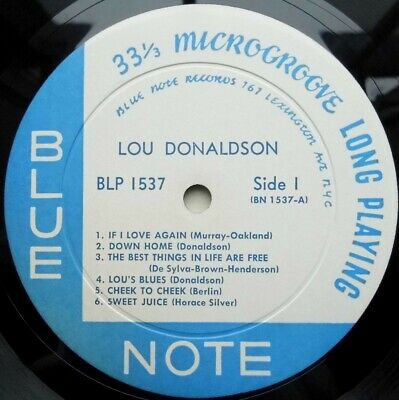 33⅓ MICROGROOVE LONG PLAYING
BLUE NOTE RECORDS 767 LEXINGTON AVE NYC
LOU DONALDSON
BLP 1537
Side 1
(BN 1537-A)
1. IF I LOVE AGAIN (Murray-Oakland)
2. DOWN HOME (Donaldson)
3. THE BEST THINGS IN LIFE ARE FREE
(De Sylva-Brown-Henderson)
4. LOU'S BLUES (Donaldson)
5. CHEEK TO CHEEK (Berlin)
6. SWEET JUICE (Horace Silver)
BLUE
NOTE